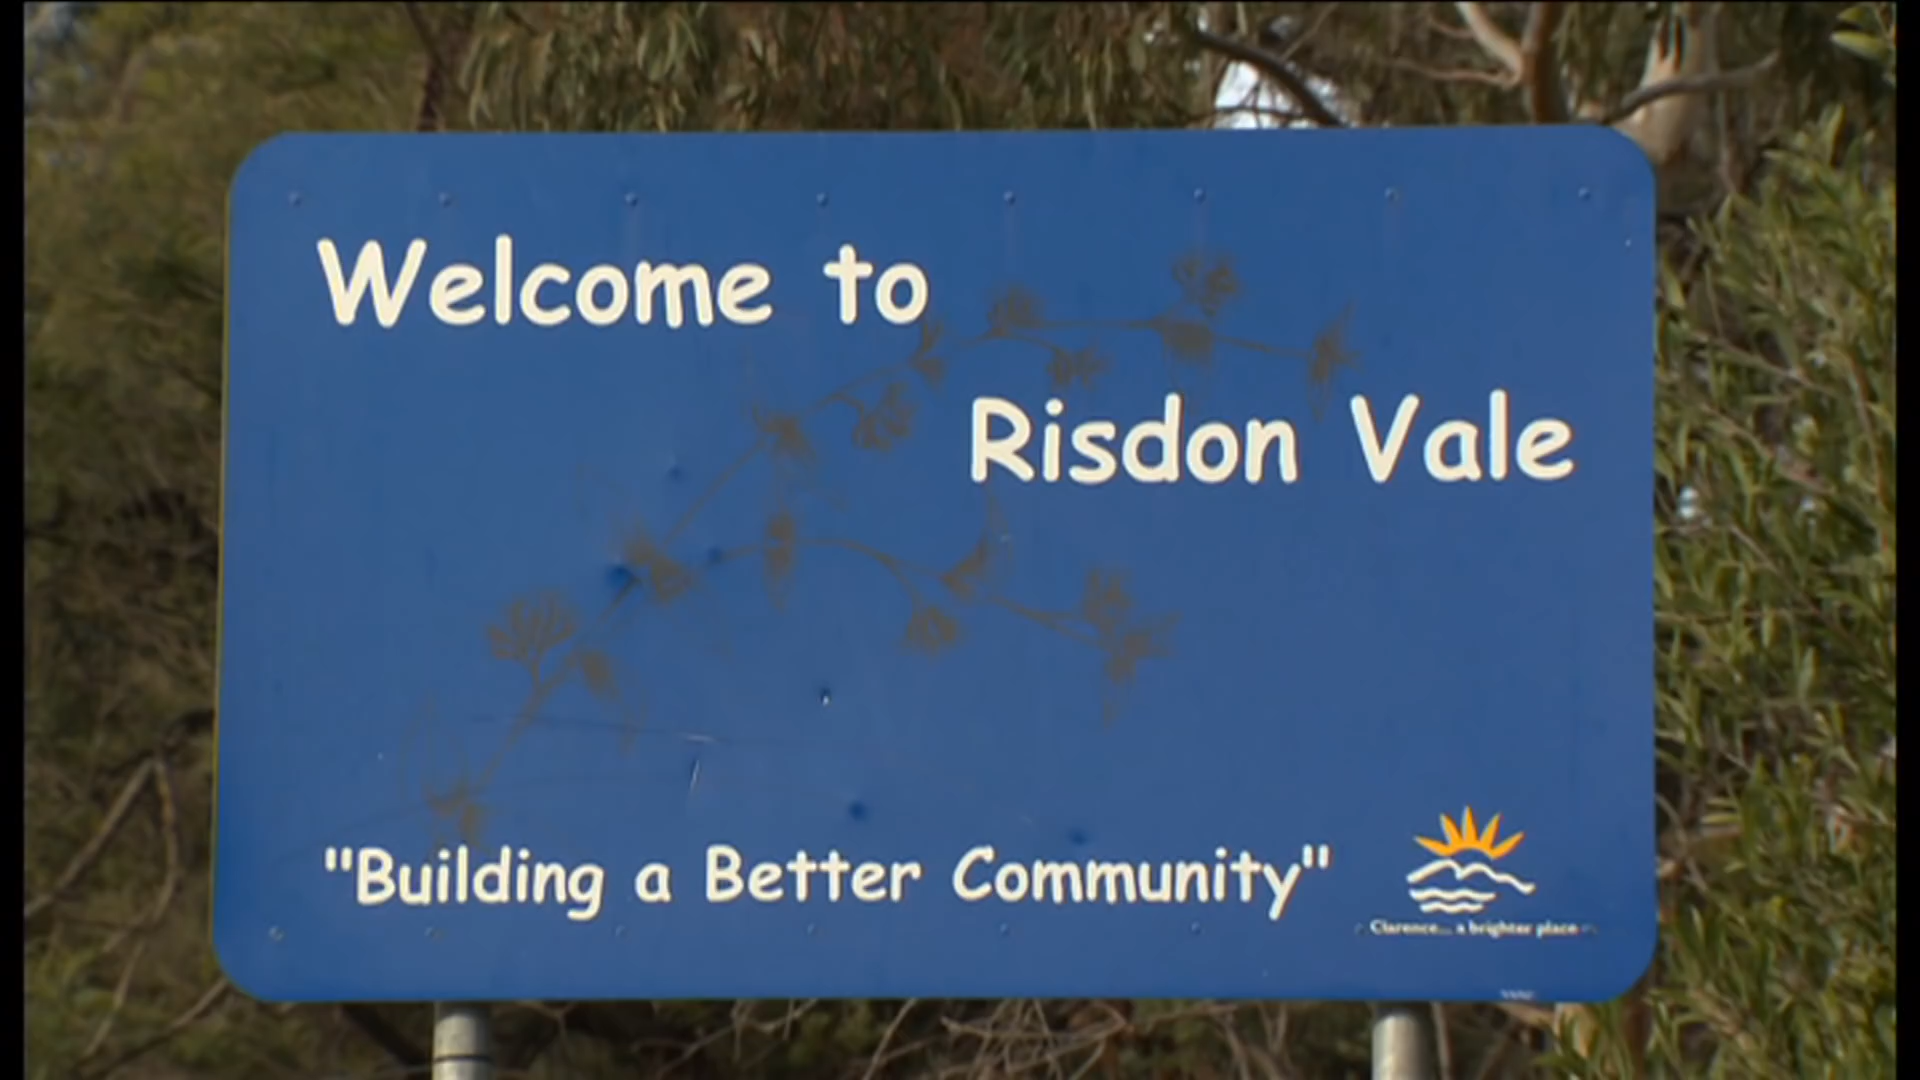 Welcome to
Risdon Vale
"Building a Better Community"
Clarence... a brighter place